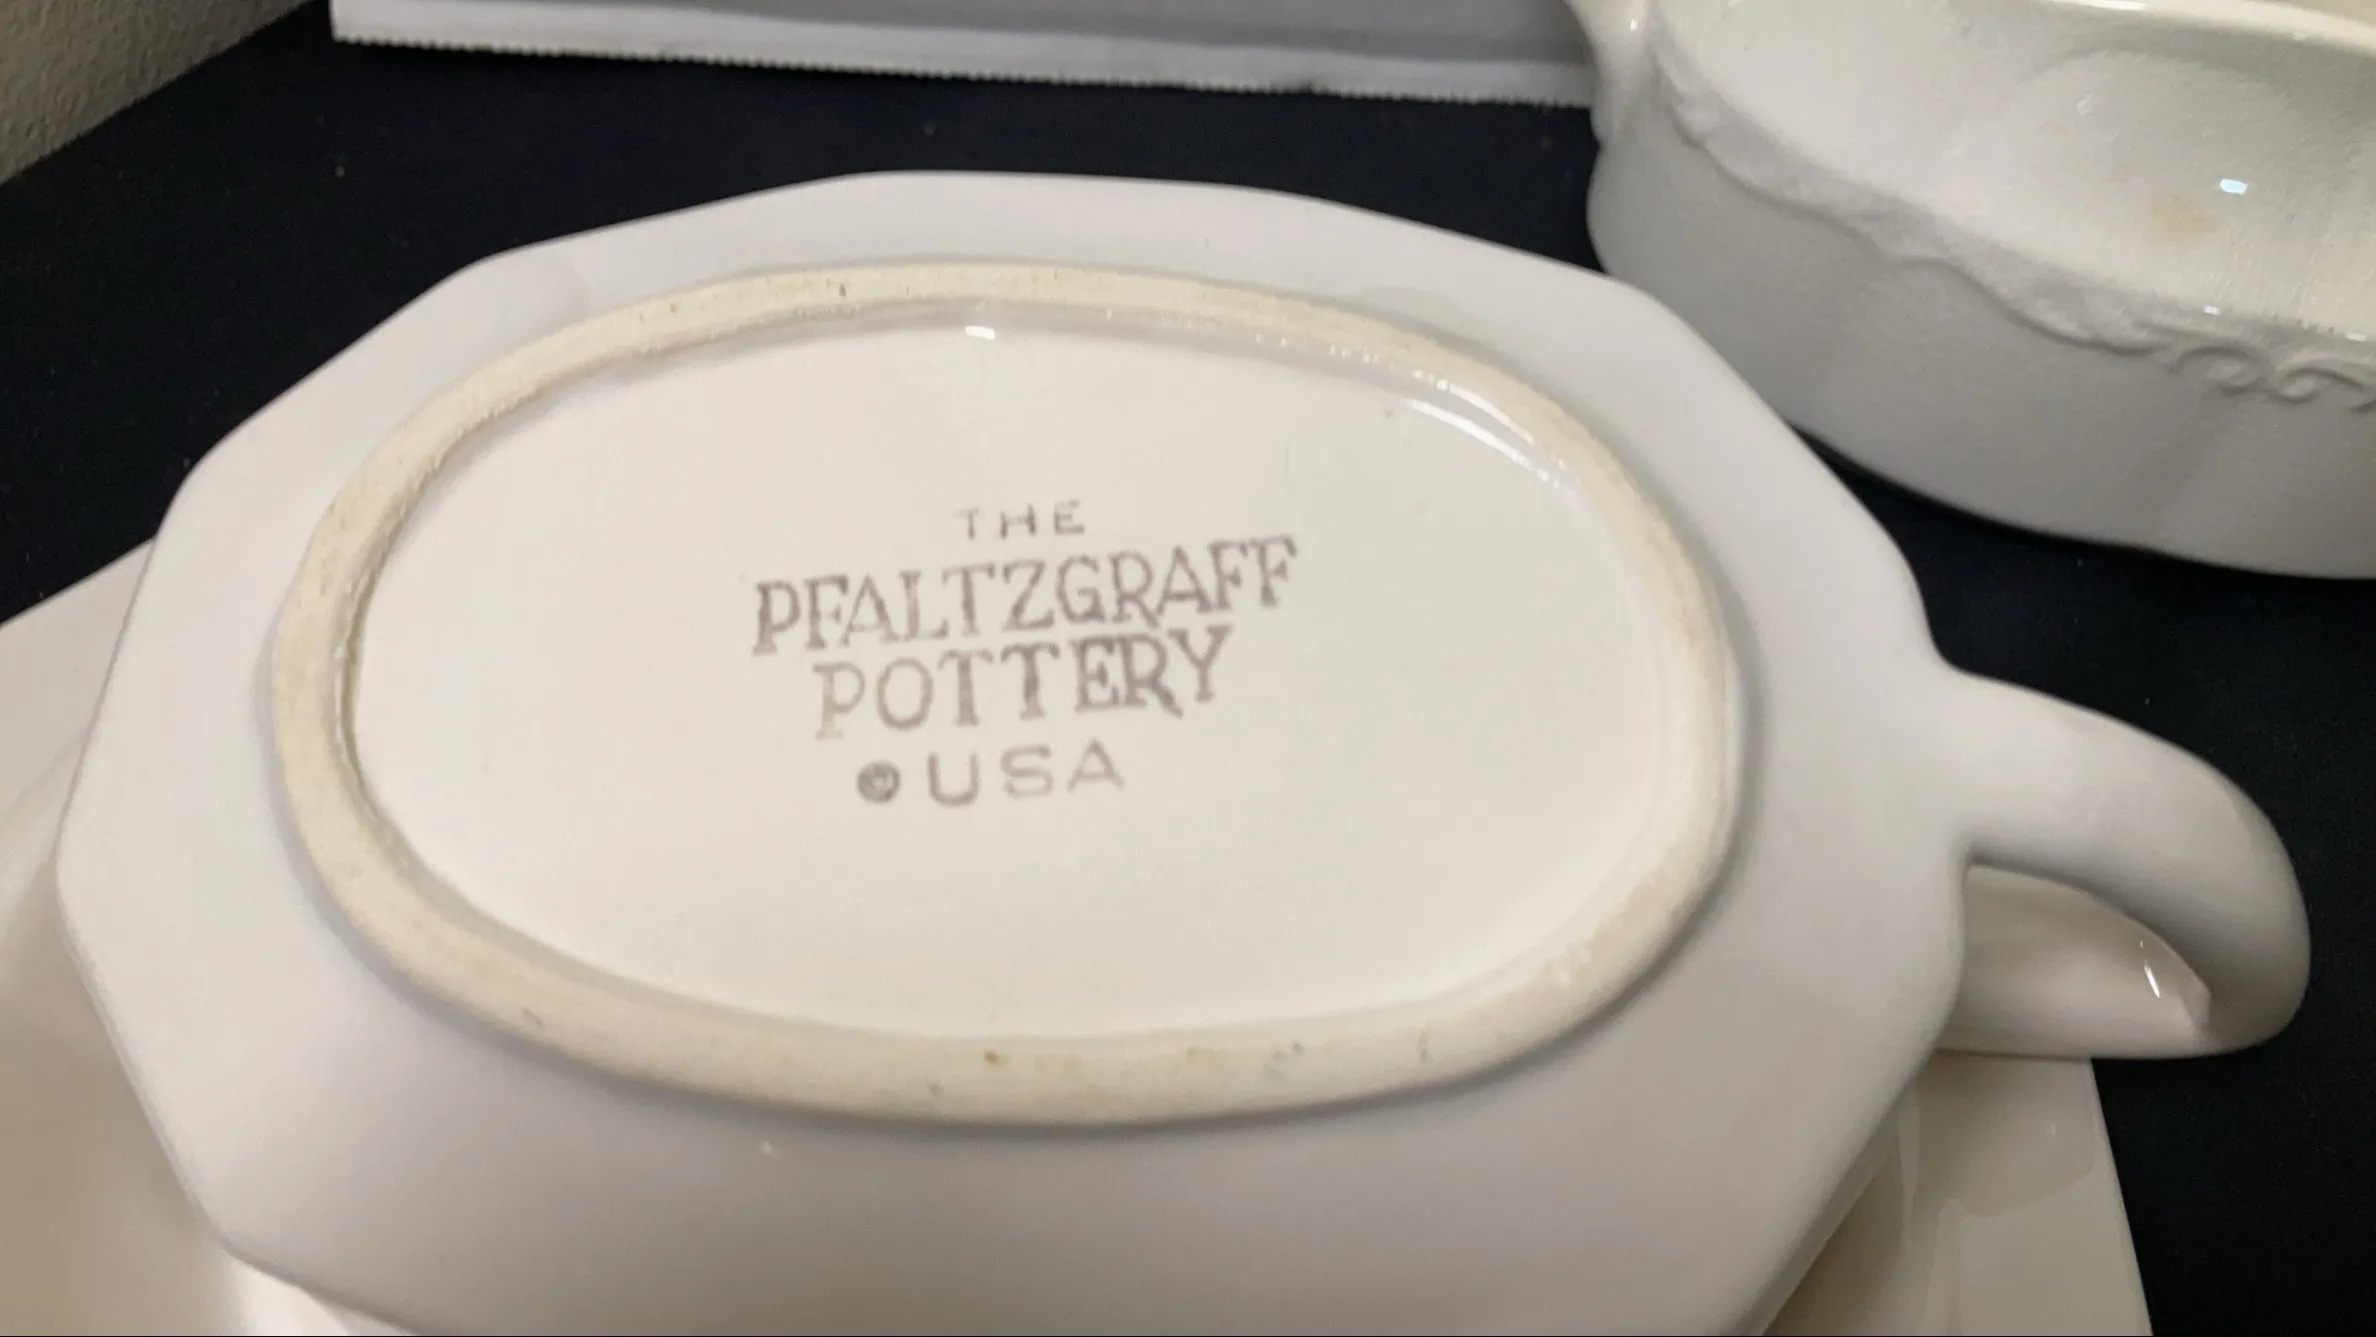 THE
PFALTZGRAFF
POTTERY
© USA